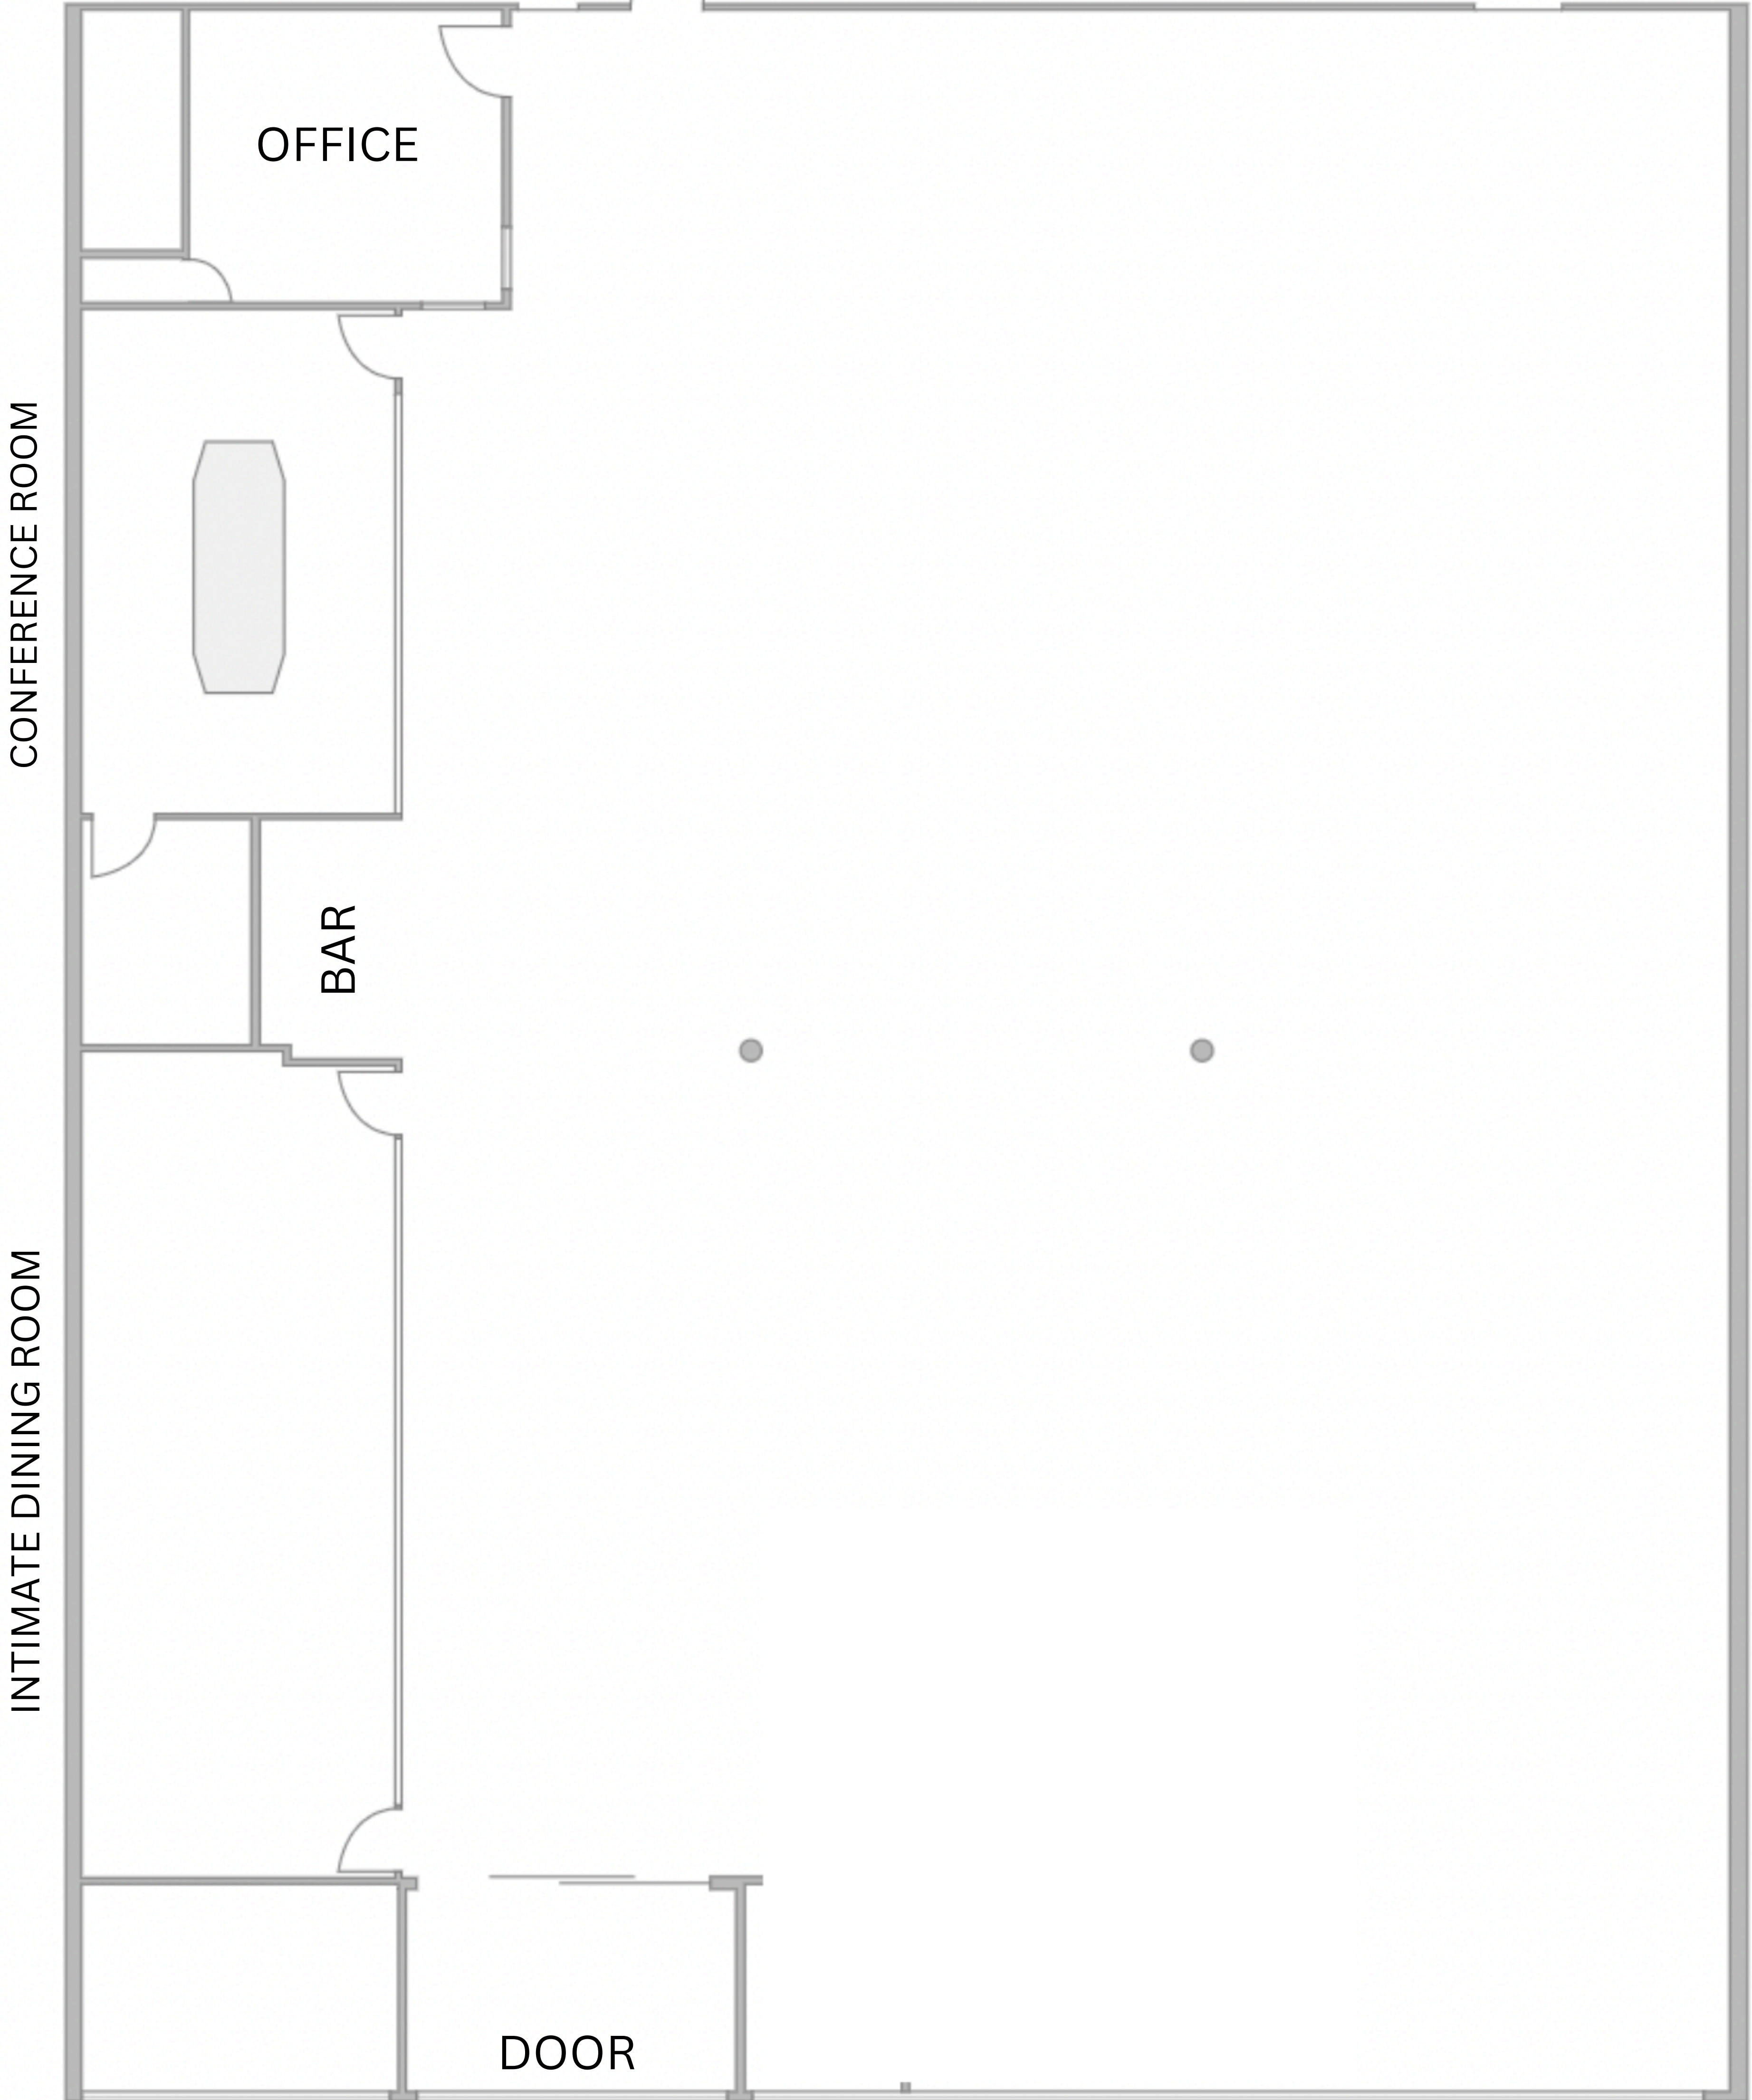 OFFICE
CONFERENCE ROOM
BAR
INTIMATE DINING ROOM
DOOR